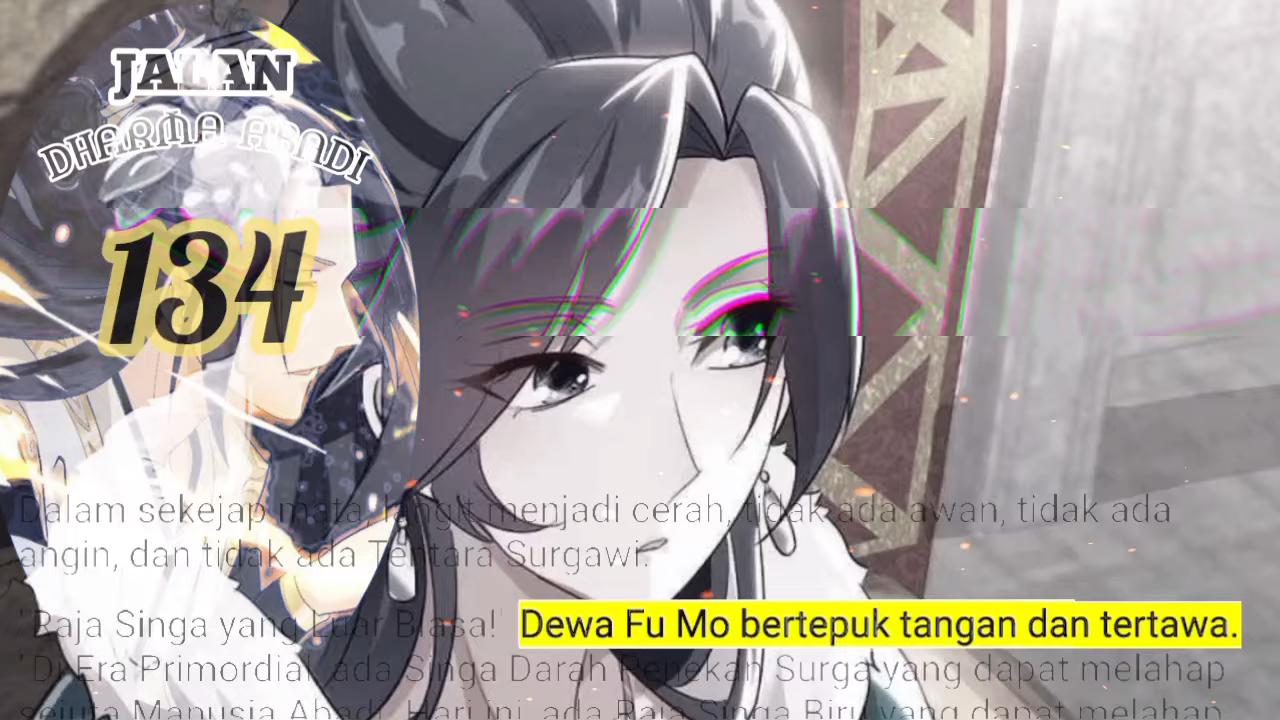 JALAN
DHARMA ABADI
134
Dalam sekejap mata, langit menjadi cerah, tidak ada awan, tidak ada
angin, dan tidak ada Tentara Surgawi.
"Raja Singa yang Luar Biasa!" Dewa Fu Mo bertepuk tangan dan tertawa.
"Di Era Primordial, ada Singa Darah Penekan Surga yang dapat melahap
sejuta Manusia Abadi. Hari ini, ada Raja Singa Biru yang dapat melahap